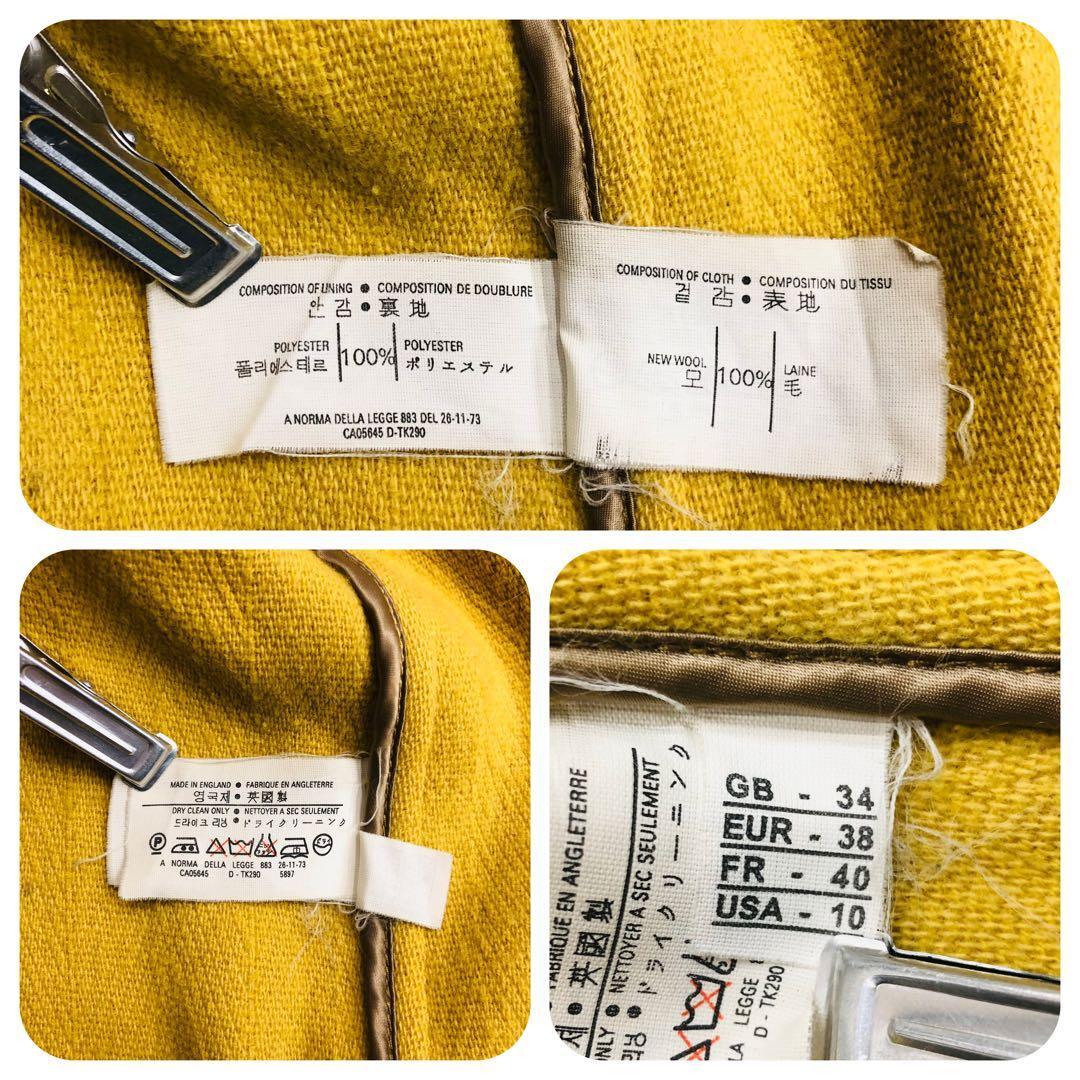 COMPOSITION OF LINING • COMPOSITION DE DOUBLURE
안 감 • 裏 地
POLYESTER 100% POLYESTER
폴리에스테르 ポリエステル
A NORMA DELLA LEGGE 883 DEL 26-11-73
CA05645 D-TK290
COMPOSITION OF CLOTH • COMPOSITION DU TISSU
겉 감 • 表 地
NEW WOOL 100% LAINE
모 毛
MADE IN ENGLAND • FABRIQUE EN ANGLETERRE
영국제 • 英國製
DRY CLEAN ONLY • NETTOYER A SEC SEULEMENT
드라이크리닝 • ドライクリーニング
P
A NORMA DELLA LEGGE 883 26-11-73
CA05645 D - TK290 5897
FABRIQUE EN ANGLETERRE
제 • 英國製
ONLY • NETTOYER A SEC SEULEMENT
리닝 • ドライクリーニング
LA LEGGE
D - TK290
GB - 34
EUR - 38
FR - 40
USA - 10